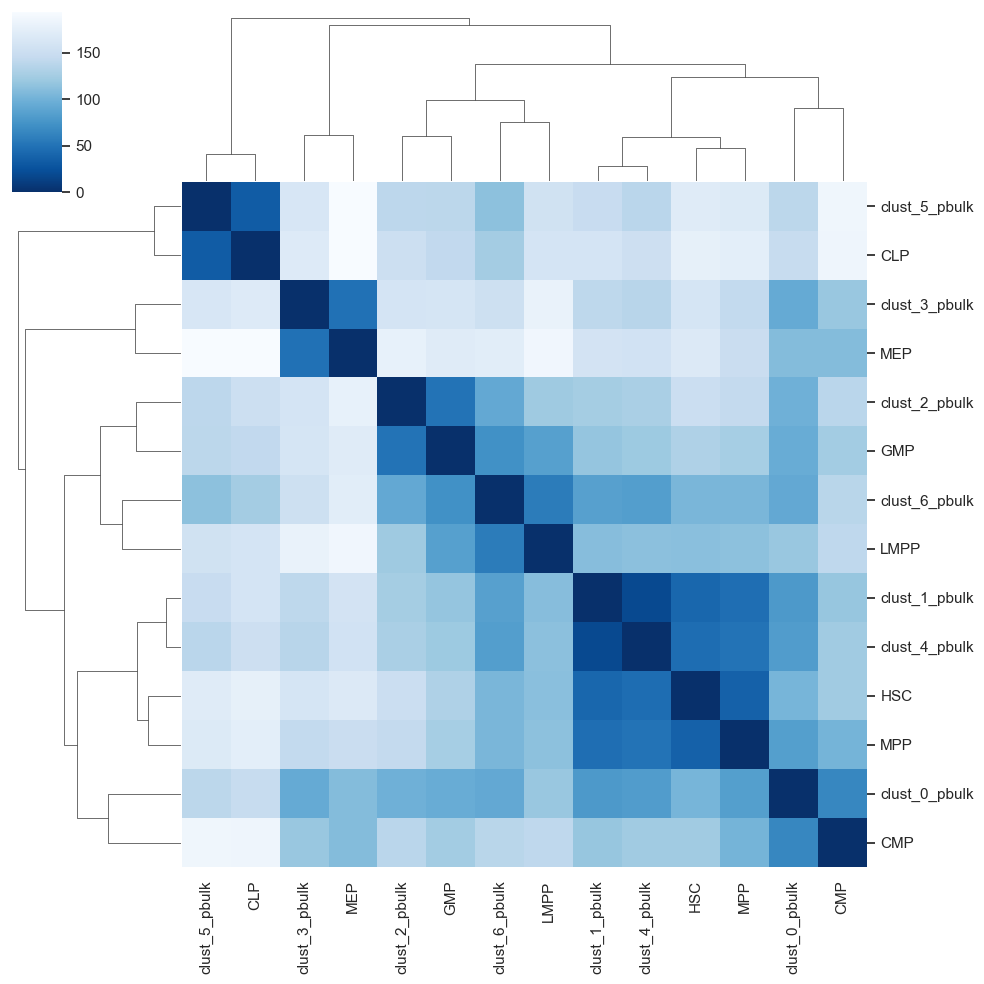 150
100
50
0
clust_5_pbulk
CLP
clust_3_pbulk
MEP
clust_2_pbulk
GMP
clust_6_pbulk
LMPP
clust_1_pbulk
clust_4_pbulk
HSC
MPP
clust_0_pbulk
CMP
clust_5_pbulk
CLP
clust_3_pbulk
MEP
clust_2_pbulk
GMP
clust_6_pbulk
LMPP
clust_1_pbulk
clust_4_pbulk
HSC
MPP
clust_0_pbulk
CMP